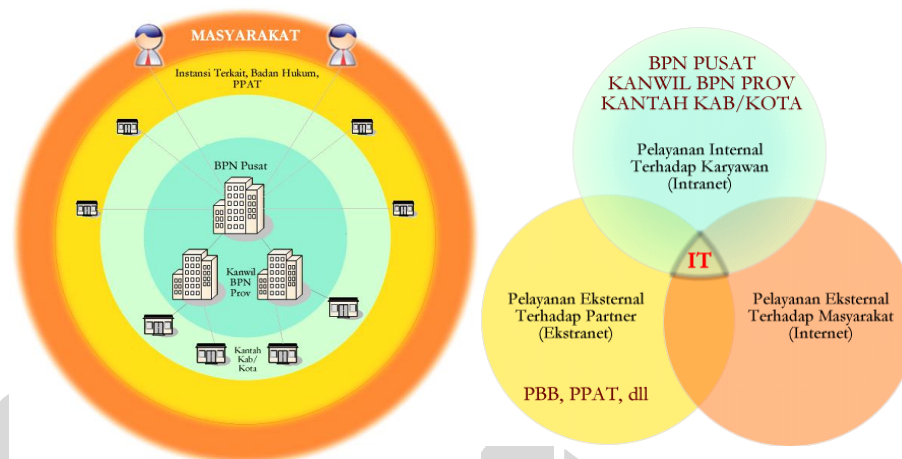 MASYARAKAT
Instansi Terkait, Badan Hukum,
PPAT
BPN Pusat
Kanwil
BPN
Prov
Kantah
Kab/
Kota
BPN PUSAT
KANWIL BPN PROV
KANTAH KAB/KOTA
Pelayanan Internal
Terhadap Karyawan
(Intranet)
IT
Pelayanan Eksternal
Terhadap Partner
(Ekstranet)
PBB, PPAT, dll
Pelayanan Eksternal
Terhadap Masyarakat
(Internet)